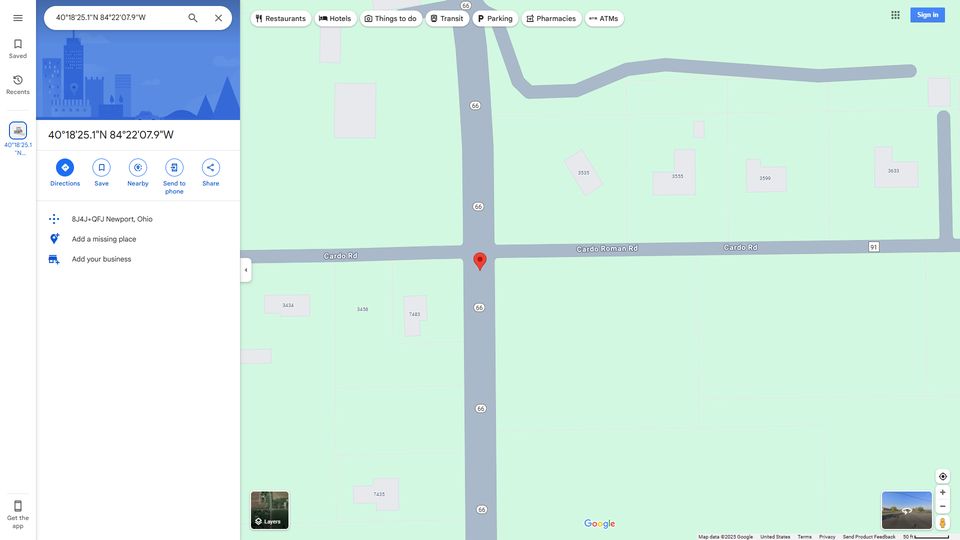 40°18'25.1"N 84°22'07.9"W
Restaurants
Hotels
Things to do
Transit
Parking
Pharmacies
ATMs
Sign in
Saved
Recents
40°18'25.1
"N...
40°18'25.1"N 84°22'07.9"W
Directions
Save
Nearby
Send to
phone
Share
8J4J+QFJ Newport, Ohio
Add a missing place
Add your business
Get the
app
66
66
66
66
66
66
3535
3555
3599
3633
Cardo Rd
Cardo Roman Rd
Cardo Rd
91
3434
3458
7483
7435
Layers
Google
Map data ©2025 Google
United States
Terms
Privacy
Send Product Feedback
50 ft